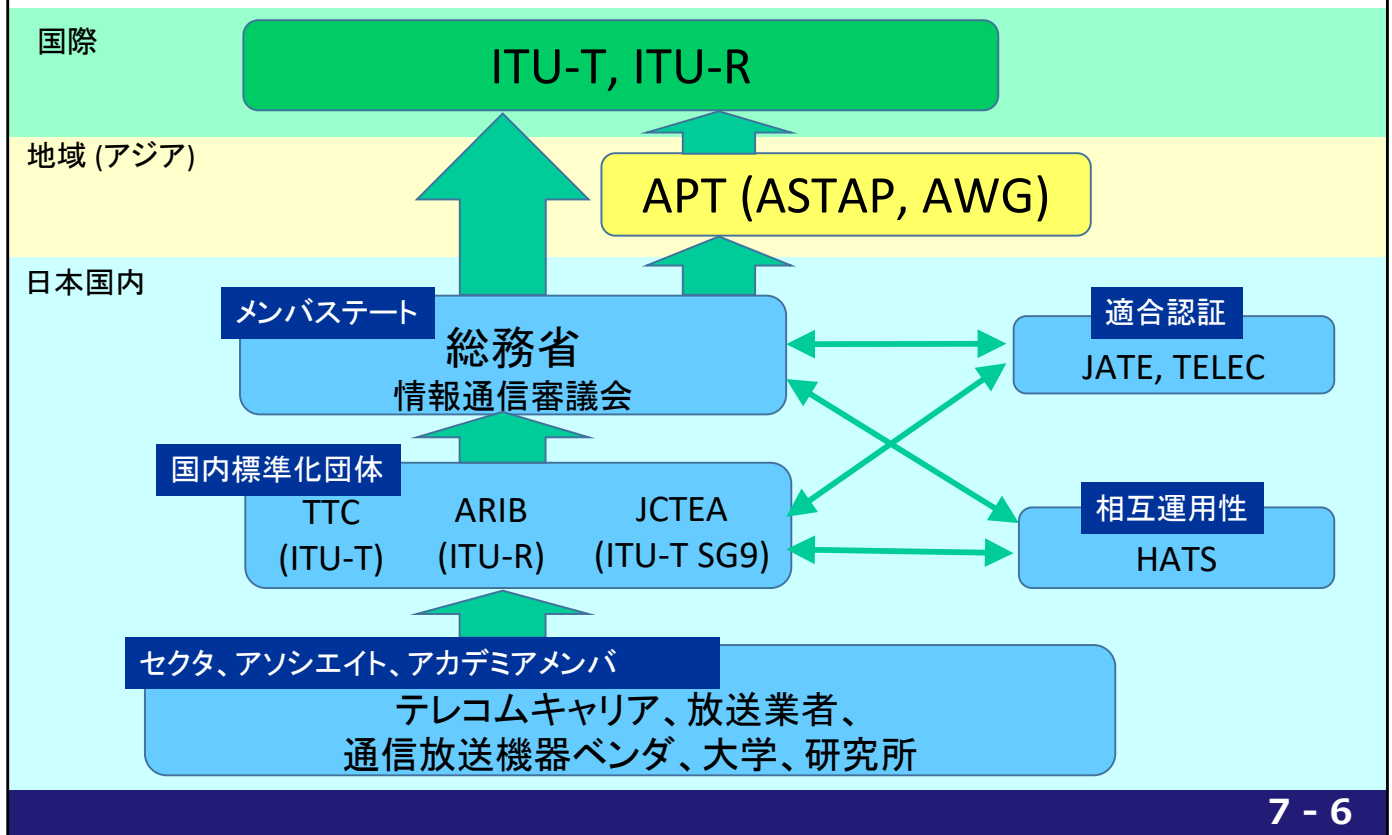 国際
ITU-T, ITU-R
地域 (アジア)
APT (ASTAP, AWG)
日本国内
メンバステート
総務省
情報通信審議会
適合認証
JATE, TELEC
国内標準化団体
TTC
(ITU-T)
ARIB
(ITU-R)
JCTEA
(ITU-T SG9)
相互運用性
HATS
セクタ、アソシエイト、アカデミアメンバ
テレコムキャリア、放送業者、
通信放送機器ベンダ、大学、研究所
7 - 6